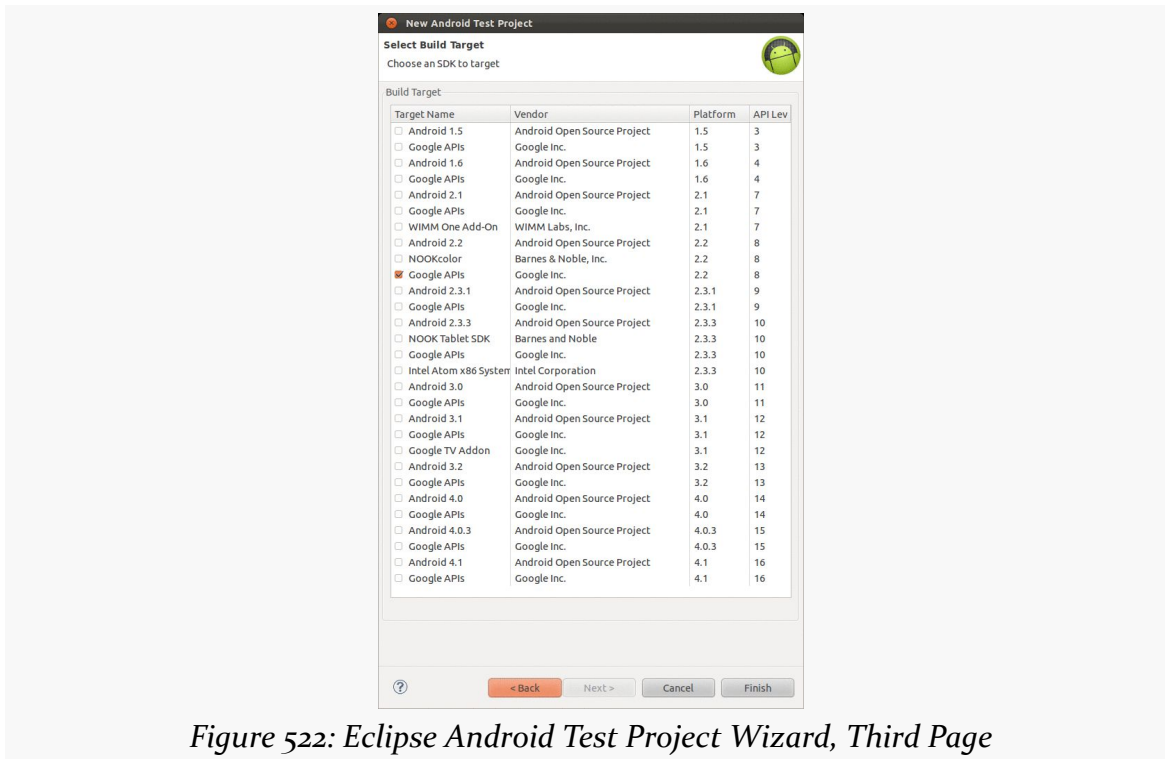 New Android Test Project
Select Build Target
Choose an SDK to target
Build Target
Target Name Vendor Platform API Lev
Android 1.5 Android Open Source Project 1.5 3
Google APIs Google Inc. 1.5 3
Android 1.6 Android Open Source Project 1.6 4
Google APIs Google Inc. 1.6 4
Android 2.1 Android Open Source Project 2.1 7
Google APIs Google Inc. 2.1 7
WIMM One Add-On WIMM Labs, Inc. 2.1 7
Android 2.2 Android Open Source Project 2.2 8
NOOKcolor Barnes & Noble, Inc. 2.2 8
Google APIs Google Inc. 2.2 8
Android 2.3.1 Android Open Source Project 2.3.1 9
Google APIs Google Inc. 2.3.1 9
Android 2.3.3 Android Open Source Project 2.3.3 10
NOOK Tablet SDK Barnes and Noble 2.3.3 10
Google APIs Google Inc. 2.3.3 10
Intel Atom x86 System Intel Corporation 2.3.3 10
Android 3.0 Android Open Source Project 3.0 11
Google APIs Google Inc. 3.0 11
Android 3.1 Android Open Source Project 3.1 12
Google APIs Google Inc. 3.1 12
Google TV Addon Google Inc. 3.1 12
Android 3.2 Android Open Source Project 3.2 13
Google APIs Google Inc. 3.2 13
Android 4.0 Android Open Source Project 4.0 14
Google APIs Google Inc. 4.0 14
Android 4.0.3 Android Open Source Project 4.0.3 15
Google APIs Google Inc. 4.0.3 15
Android 4.1 Android Open Source Project 4.1 16
Google APIs Google Inc. 4.1 16
? < Back Next > Cancel Finish
Figure 522: Eclipse Android Test Project Wizard, Third Page